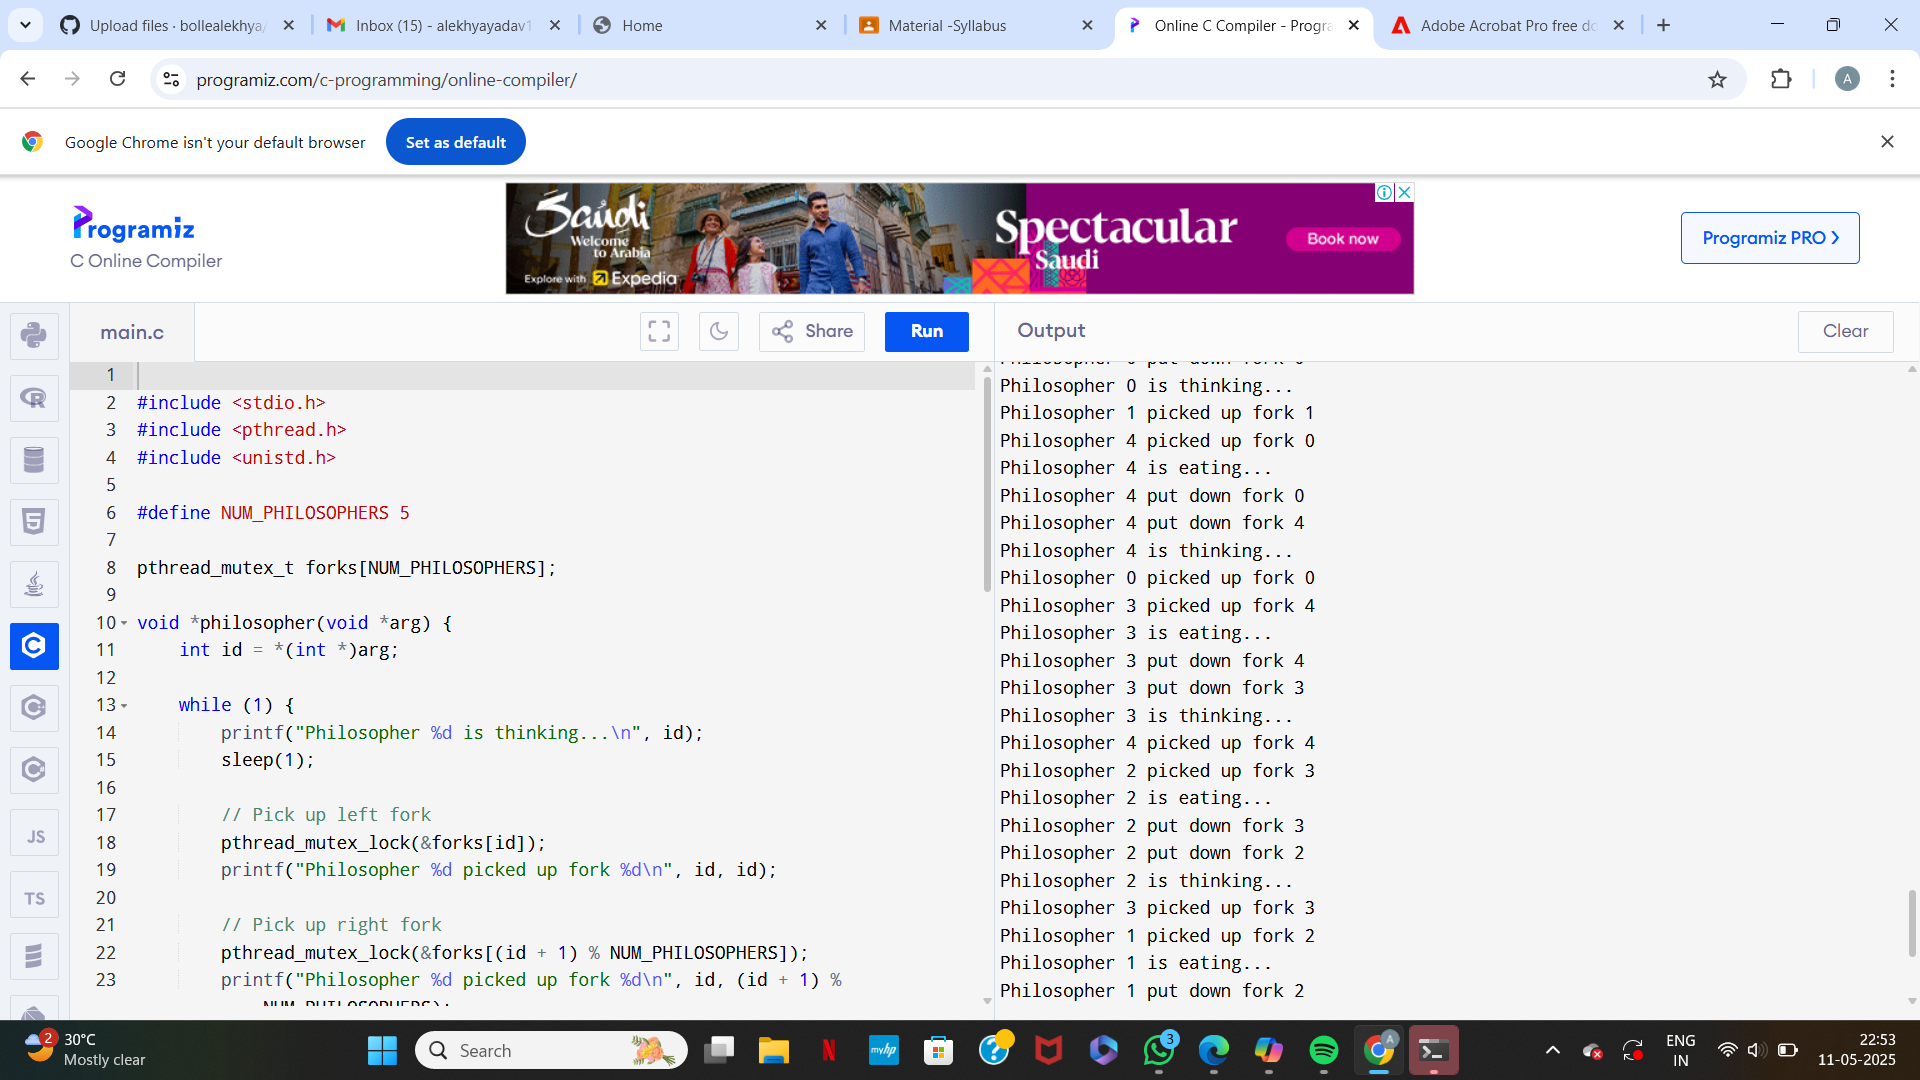 Upload files · bollealekhya/
Inbox (15) - alekhyayadav1
Home
Material -Syllabus
Online C Compiler - Progra
Adobe Acrobat Pro free do
programiz.com/c-programming/online-compiler/
A
Google Chrome isn't your default browser
Set as default
Programiz
C Online Compiler
Saudi
Welcome
to Arabia
Explore with Expedia
Spectacular
Saudi
Book now
Programiz PRO
main.c
Share
Run
Output
Clear
1
2 #include <stdio.h>
3 #include <pthread.h>
4 #include <unistd.h>
5
6 #define NUM_PHILOSOPHERS 5
7
8 pthread_mutex_t forks[NUM_PHILOSOPHERS];
9
10 void *philosopher(void *arg) {
11 int id = *(int *)arg;
12
13 while (1) {
14 printf("Philosopher %d is thinking...\n", id);
15 sleep(1);
16
17 // Pick up left fork
18 pthread_mutex_lock(&forks[id]);
19 printf("Philosopher %d picked up fork %d\n", id, id);
20
21 // Pick up right fork
22 pthread_mutex_lock(&forks[(id + 1) % NUM_PHILOSOPHERS]);
23 printf("Philosopher %d picked up fork %d\n", id, (id + 1) %
NUM_PHILOSOPHERS);
Philosopher 0 put down fork 0
Philosopher 0 is thinking...
Philosopher 1 picked up fork 1
Philosopher 4 picked up fork 0
Philosopher 4 is eating...
Philosopher 4 put down fork 0
Philosopher 4 put down fork 4
Philosopher 4 is thinking...
Philosopher 0 picked up fork 0
Philosopher 3 picked up fork 4
Philosopher 3 is eating...
Philosopher 3 put down fork 4
Philosopher 3 put down fork 3
Philosopher 3 is thinking...
Philosopher 4 picked up fork 4
Philosopher 2 picked up fork 3
Philosopher 2 is eating...
Philosopher 2 put down fork 3
Philosopher 2 put down fork 2
Philosopher 2 is thinking...
Philosopher 3 picked up fork 3
Philosopher 1 picked up fork 2
Philosopher 1 is eating...
Philosopher 1 put down fork 2
JS
TS
2
30°C
Mostly clear
Search
N
myhp
3
A
ENG
IN
22:53
11-05-2025